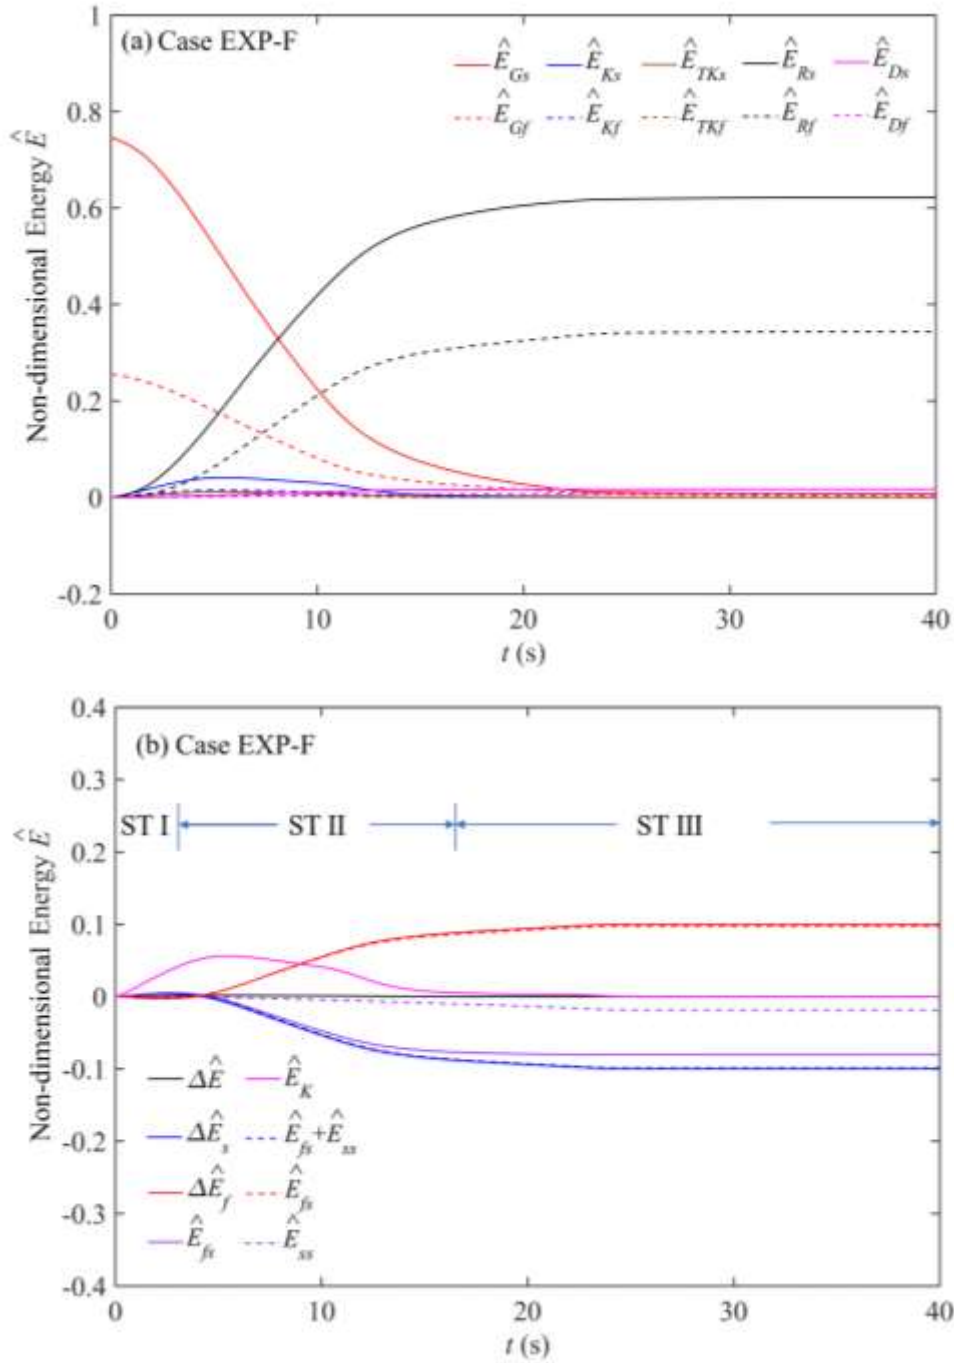 (a) Case EXP-F
Ê_Gs Ê_Ks Ê_TKs Ê_Rs Ê_Ds
Ê_Gf Ê_Kf Ê_TKf Ê_Rf Ê_Df
Non-dimensional Energy Ê
1
0.8
0.6
0.4
0.2
0
-0.2
0 10 20 30 40
t (s)
(b) Case EXP-F
ST I ST II ST III
Non-dimensional Energy Ê
0.4
0.3
0.2
0.1
0
-0.1
-0.2
-0.3
-0.4
ΔÊ Ê_K
ΔÊ_s Ê_fs+Ê_ss
ΔÊ_f Ê_fs
Ê_fs Ê_ss
0 10 20 30 40
t (s)